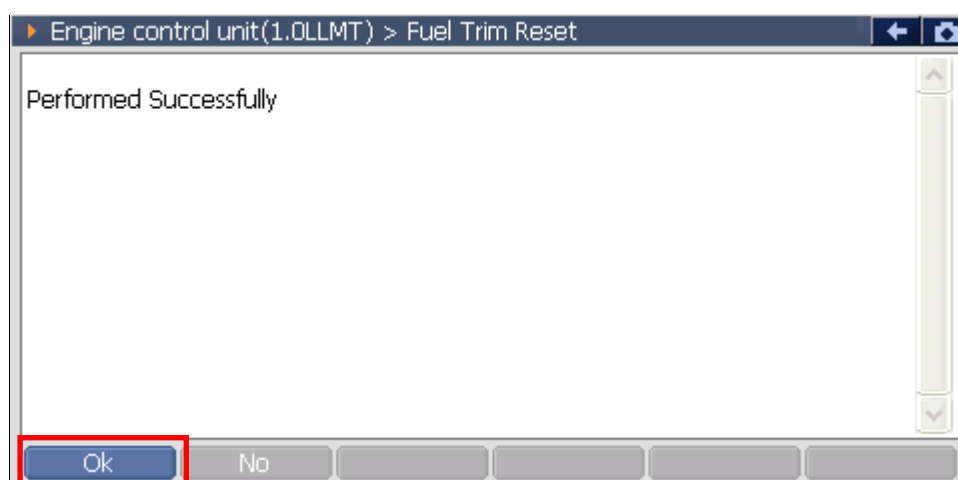 Engine control unit(1.0LLMT) > Fuel Trim Reset
Performed Successfully
Ok
No